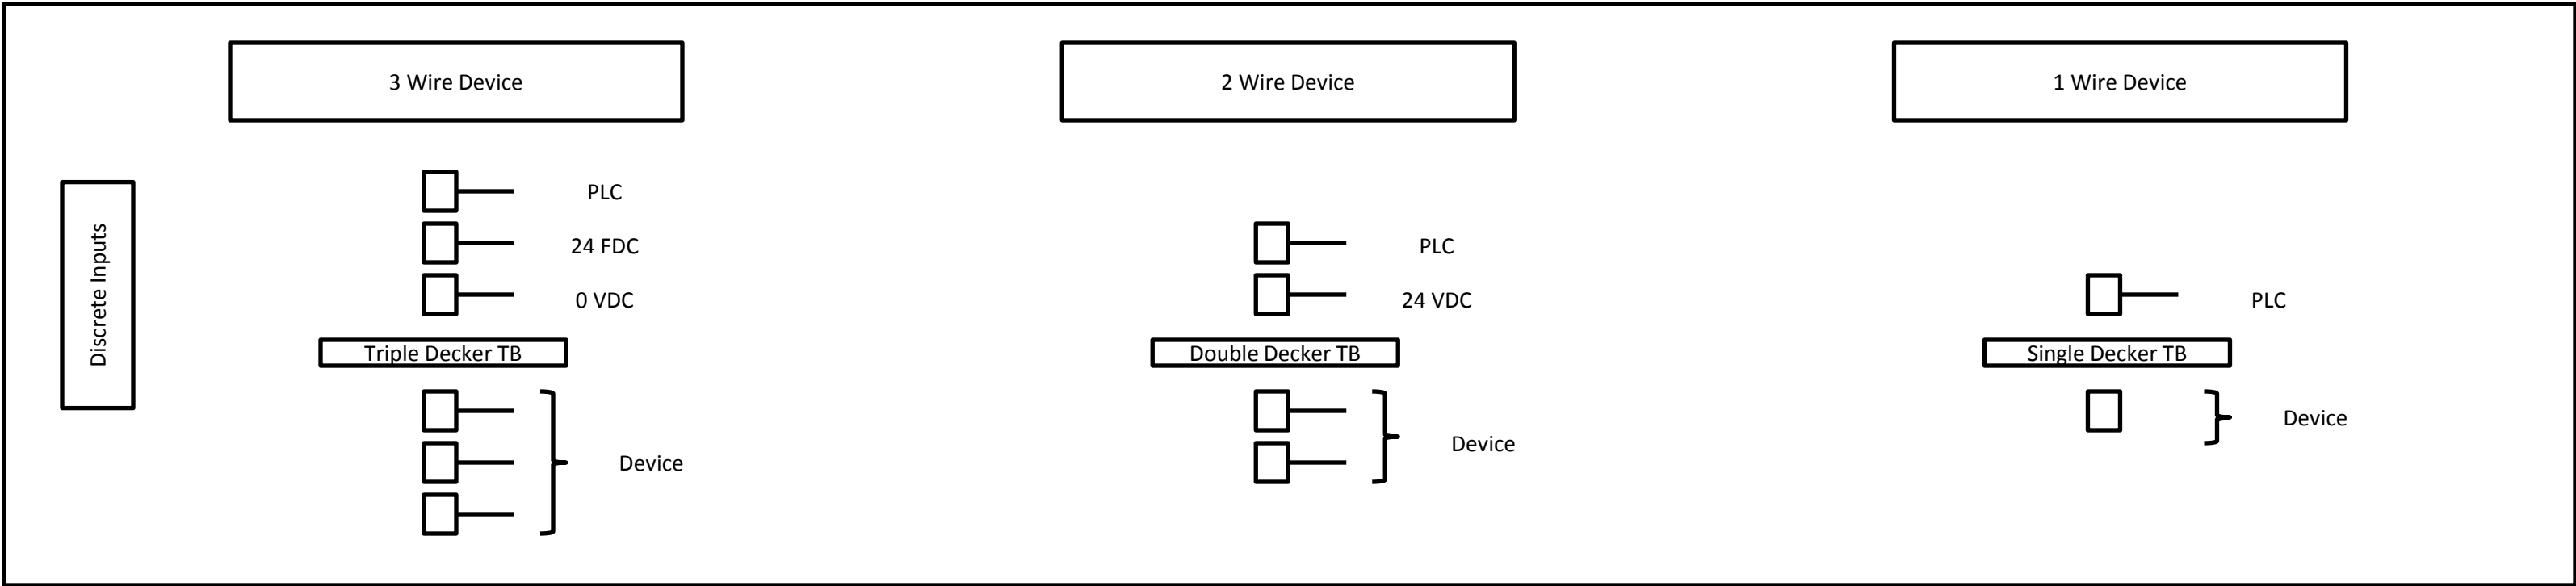 3 Wire Device
2 Wire Device
1 Wire Device
Discrete Inputs
PLC
24 FDC
0 VDC
Triple Decker TB
Device
PLC
24 VDC
Double Decker TB
Device
PLC
Single Decker TB
Device